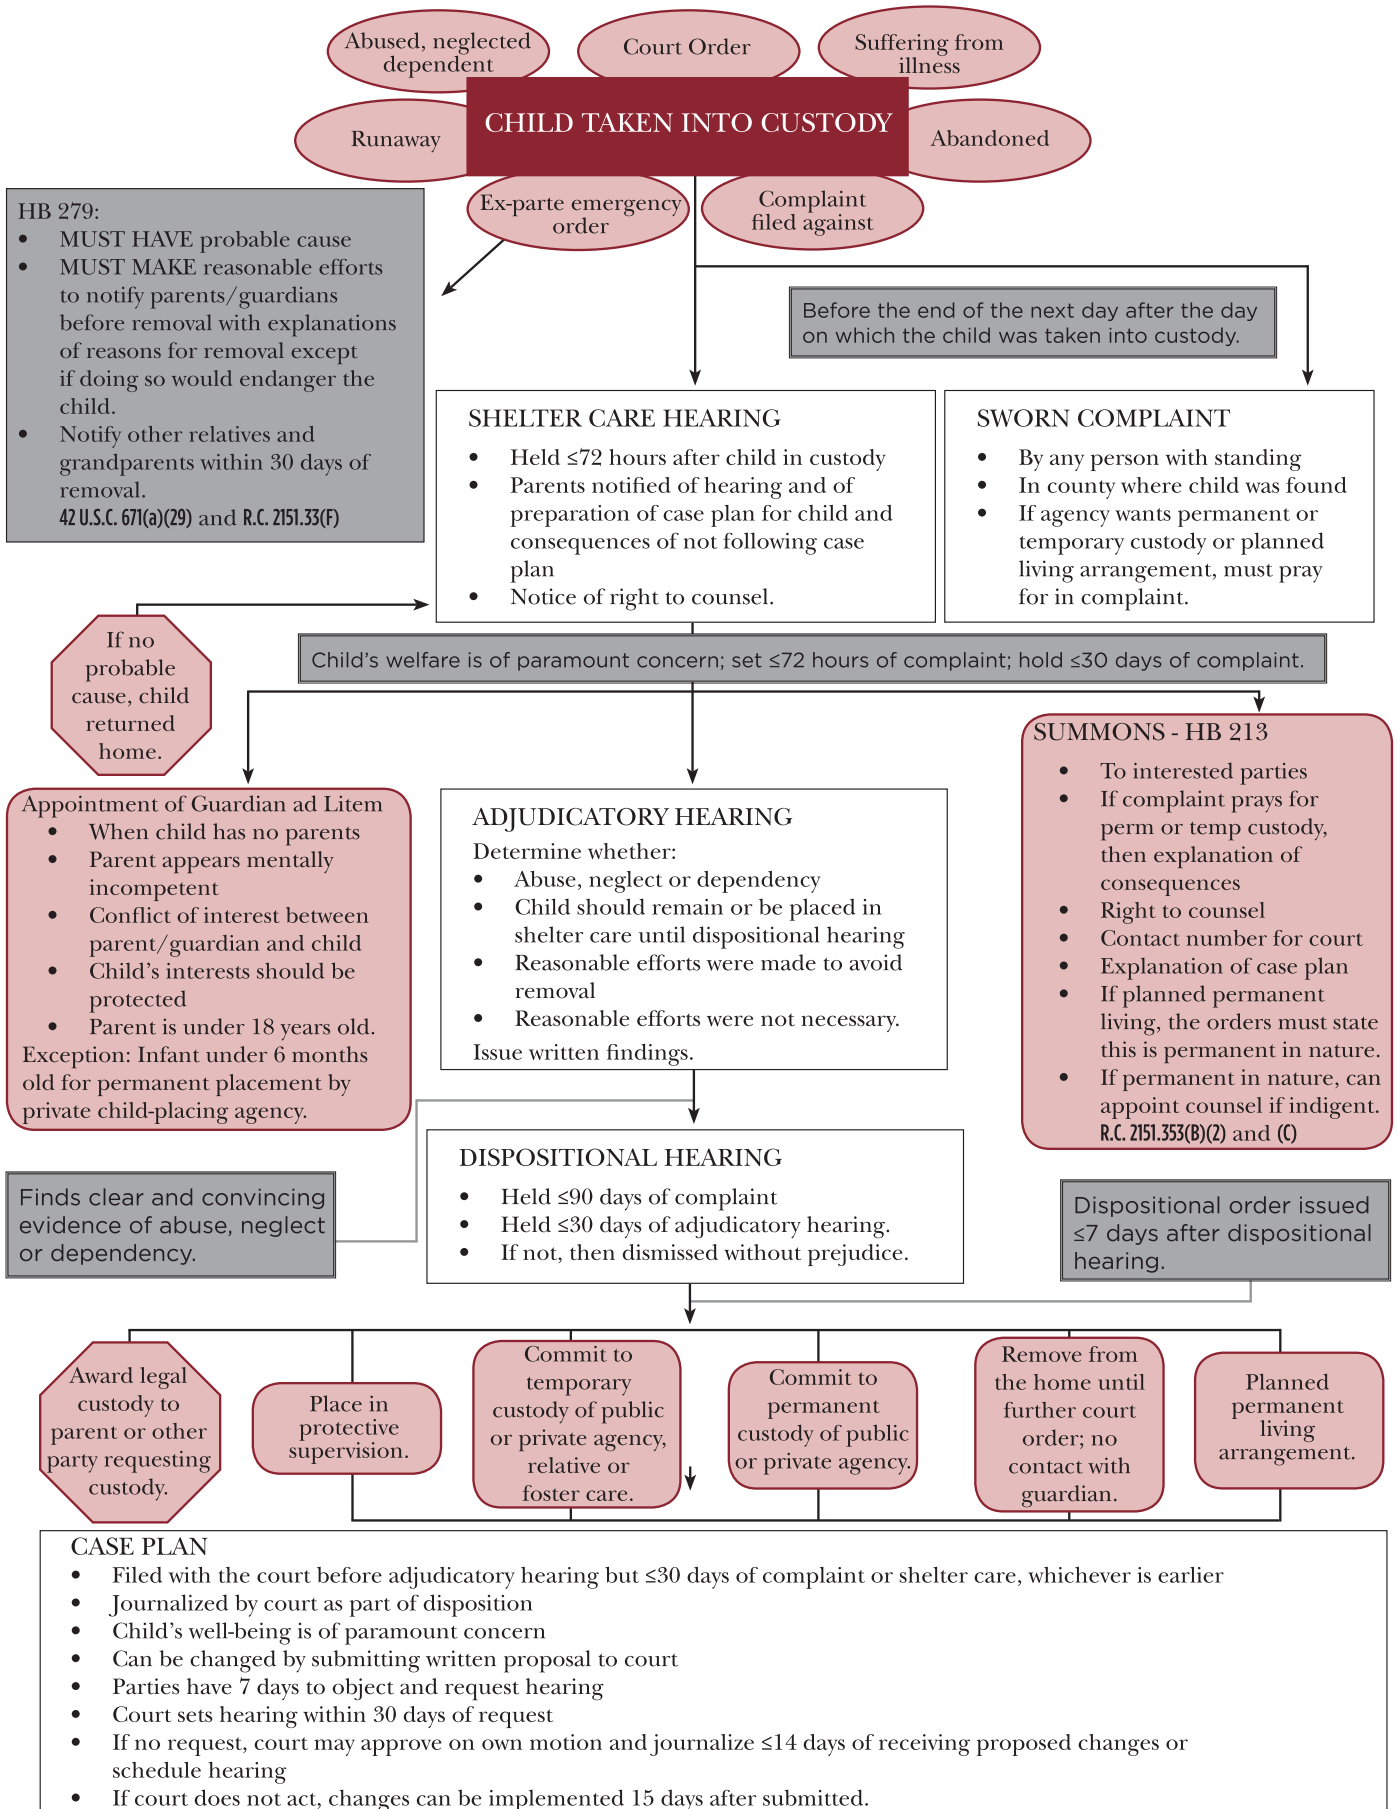 Abused, neglected
dependent
Court Order
Suffering from
illness
Runaway
CHILD TAKEN INTO CUSTODY
Abandoned
Ex-parte emergency
order
Complaint
filed against
HB 279:
• MUST HAVE probable cause
• MUST MAKE reasonable efforts
to notify parents/guardians
before removal with explanations
of reasons for removal except
if doing so would endanger the
child.
• Notify other relatives and
grandparents within 30 days of
removal.
42 U.S.C. 671(a)(29) and R.C. 2151.33(F)
Before the end of the next day after the day
on which the child was taken into custody.
SHELTER CARE HEARING
• Held ≤72 hours after child in custody
• Parents notified of hearing and of
preparation of case plan for child and
consequences of not following case
plan
• Notice of right to counsel.
SWORN COMPLAINT
• By any person with standing
• In county where child was found
• If agency wants permanent or
temporary custody or planned
living arrangement, must pray
for in complaint.
If no
probable
cause, child
returned
home.
Child's welfare is of paramount concern; set ≤72 hours of complaint; hold ≤30 days of complaint.
Appointment of Guardian ad Litem
• When child has no parents
• Parent appears mentally
incompetent
• Conflict of interest between
parent/guardian and child
• Child's interests should be
protected
• Parent is under 18 years old.
Exception: Infant under 6 months
old for permanent placement by
private child-placing agency.
ADJUDICATORY HEARING
Determine whether:
• Abuse, neglect or dependency
• Child should remain or be placed in
shelter care until dispositional hearing
• Reasonable efforts were made to avoid
removal
• Reasonable efforts were not necessary.
Issue written findings.
SUMMONS - HB 213
• To interested parties
• If complaint prays for
perm or temp custody,
then explanation of
consequences
• Right to counsel
• Contact number for court
• Explanation of case plan
• If planned permanent
living, the orders must state
this is permanent in nature.
• If permanent in nature, can
appoint counsel if indigent.
R.C. 2151.353(B)(2) and (C)
Finds clear and convincing
evidence of abuse, neglect
or dependency.
DISPOSITIONAL HEARING
• Held ≤90 days of complaint
• Held ≤30 days of adjudicatory hearing.
• If not, then dismissed without prejudice.
Dispositional order issued
≤7 days after dispositional
hearing.
Award legal
custody to
parent or other
party requesting
custody.
Place in
protective
supervision.
Commit to
temporary
custody of public
or private agency,
relative or
foster care.
Commit to
permanent
custody of public
or private agency.
Remove from
the home until
further court
order; no
contact with
guardian.
Planned
permanent
living
arrangement.
CASE PLAN
• Filed with the court before adjudicatory hearing but ≤30 days of complaint or shelter care, whichever is earlier
• Journalized by court as part of disposition
• Child's well-being is of paramount concern
• Can be changed by submitting written proposal to court
• Parties have 7 days to object and request hearing
• Court sets hearing within 30 days of request
• If no request, court may approve on own motion and journalize ≤14 days of receiving proposed changes or
schedule hearing
• If court does not act, changes can be implemented 15 days after submitted.